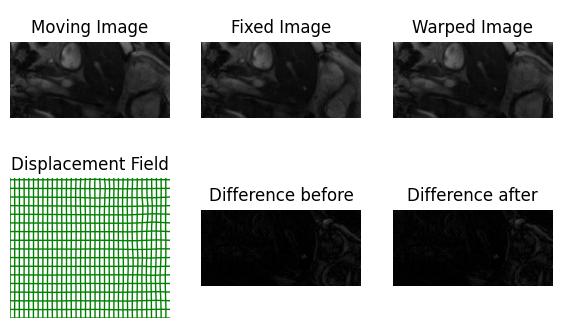 Moving Image
Fixed Image
Warped Image
Displacement Field
Difference before
Difference after